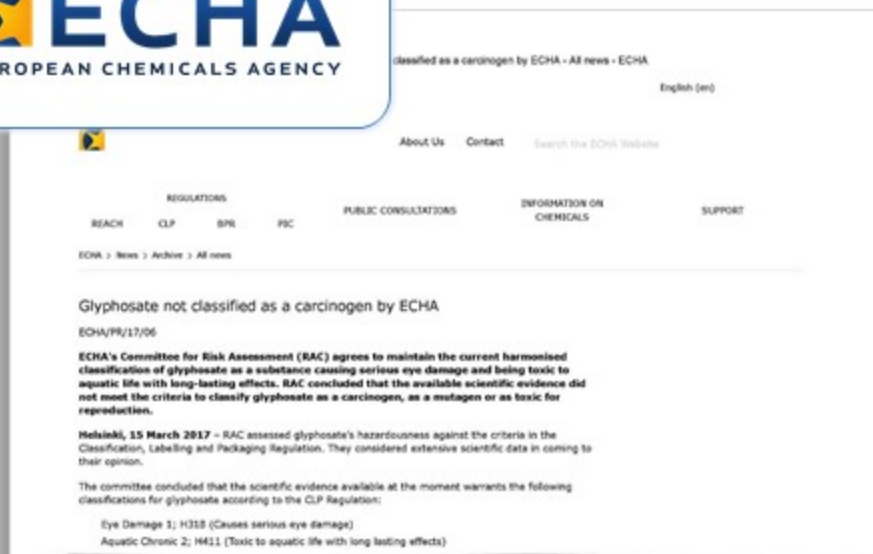 ECHA
ROPEAN CHEMICALS AGENCY
classified as a carcinogen by ECHA - All news - ECHA
English (en)
About Us Contact Search the ECHA Website
REGULATIONS
REACH CLP BPR PIC
PUBLIC CONSULTATIONS
INFORMATION ON
CHEMICALS
SUPPORT
ECHA > News > Archive > All news
Glyphosate not classified as a carcinogen by ECHA
ECHA/PR/17/06
ECHA's Committee for Risk Assessment (RAC) agrees to maintain the current harmonised
classification of glyphosate as a substance causing serious eye damage and being toxic to
aquatic life with long-lasting effects. RAC concluded that the available scientific evidence did
not meet the criteria to classify glyphosate as a carcinogen, as a mutagen or as toxic for
reproduction.
Helsinki, 15 March 2017 – RAC assessed glyphosate's hazardousness against the criteria in the
Classification, Labelling and Packaging Regulation. They considered extensive scientific data in coming to
their opinion.
The committee concluded that the scientific evidence available at the moment warrants the following
classifications for glyphosate according to the CLP Regulation:
Eye Damage 1; H318 (Causes serious eye damage)
Aquatic Chronic 2; H411 (Toxic to aquatic life with long lasting effects)